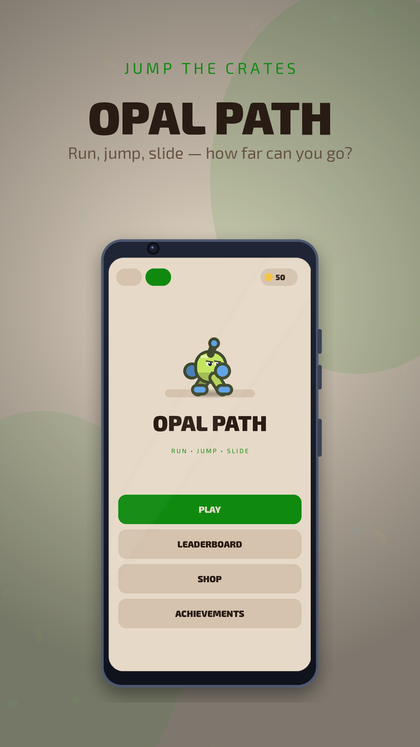 JUMP THE CRATES
OPAL PATH
Run, jump, slide — how far can you go?
50
OPAL PATH
RUN • JUMP • SLIDE
PLAY
LEADERBOARD
SHOP
ACHIEVEMENTS